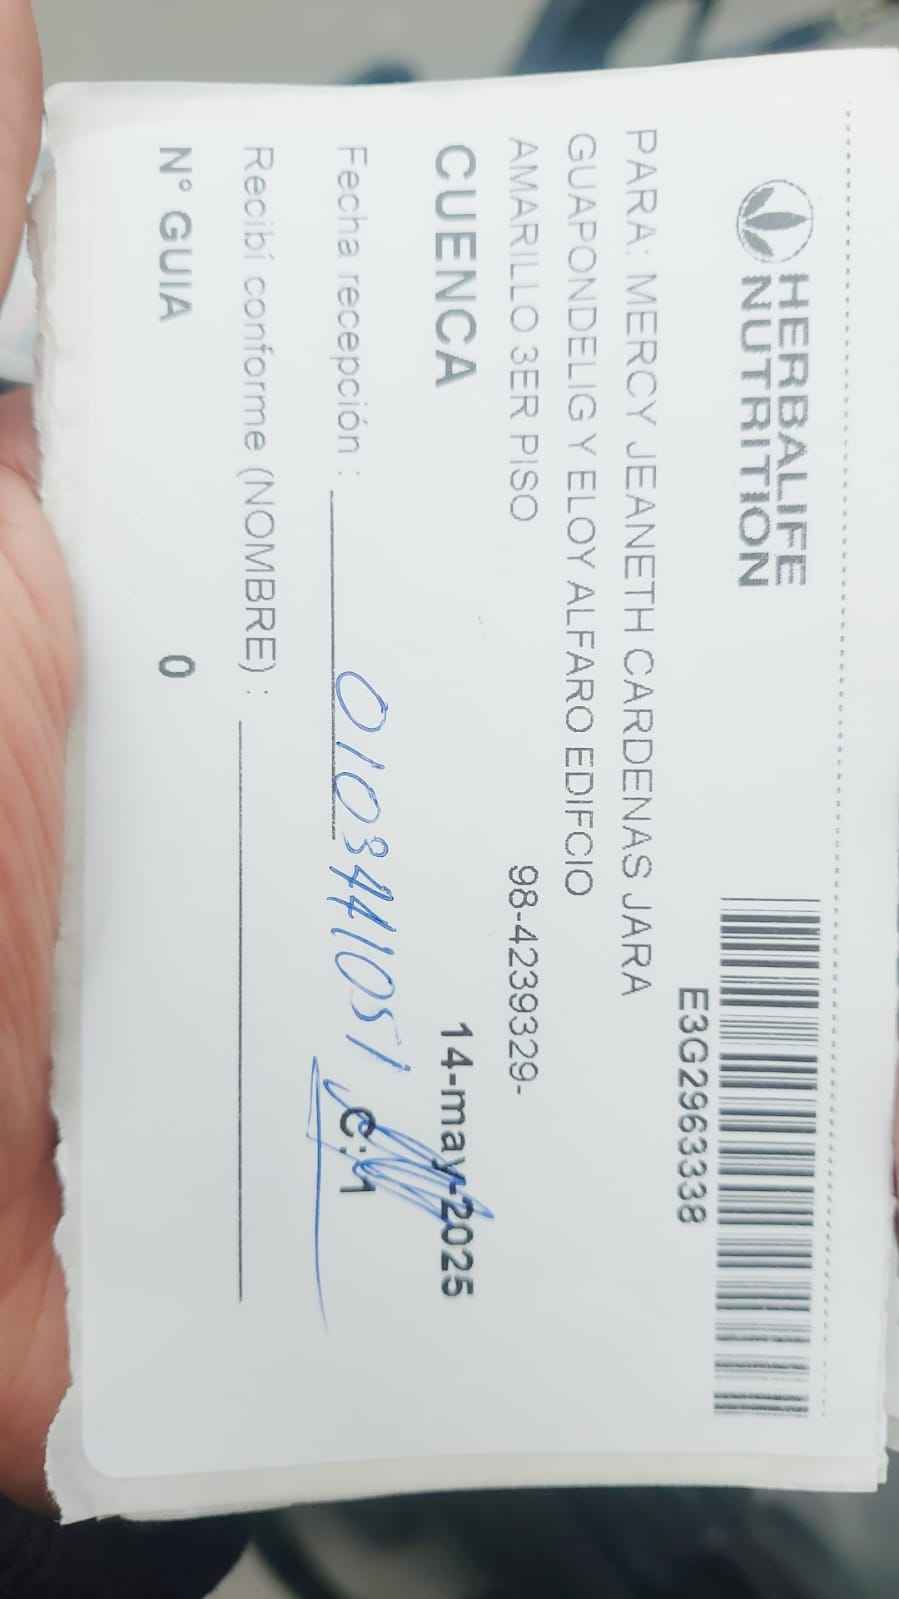 HERBALIFE
NUTRITION
E3G2963338
PARA: MERCY JEANETH CARDENAS JARA
GUAPONDELIG Y ELOY ALFARO EDIFCIO
AMARILLO 3ER PISO 98-4239329-
CUENCA 14-may-2025
Fecha recepción : 0103441051 C:1
Recibí conforme (NOMBRE) :
N° GUIA 0